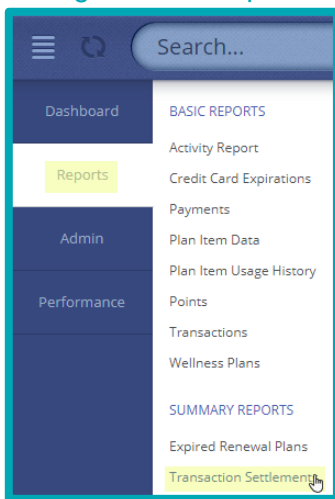 Search...
Dashboard
Reports
Admin
Performance
BASIC REPORTS
Activity Report
Credit Card Expirations
Payments
Plan Item Data
Plan Item Usage History
Points
Transactions
Wellness Plans
SUMMARY REPORTS
Expired Renewal Plans
Transaction Settlements